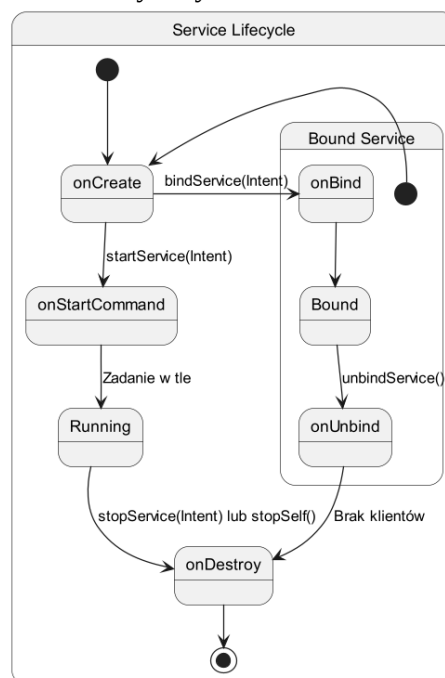 Service Lifecycle
Bound Service
onCreate
bindService(Intent)
onBind
startService(Intent)
onStartCommand
Bound
Zadanie w tle
unbindService()
Running
onUnbind
stopService(Intent) lub stopSelf()
Brak klientów
onDestroy